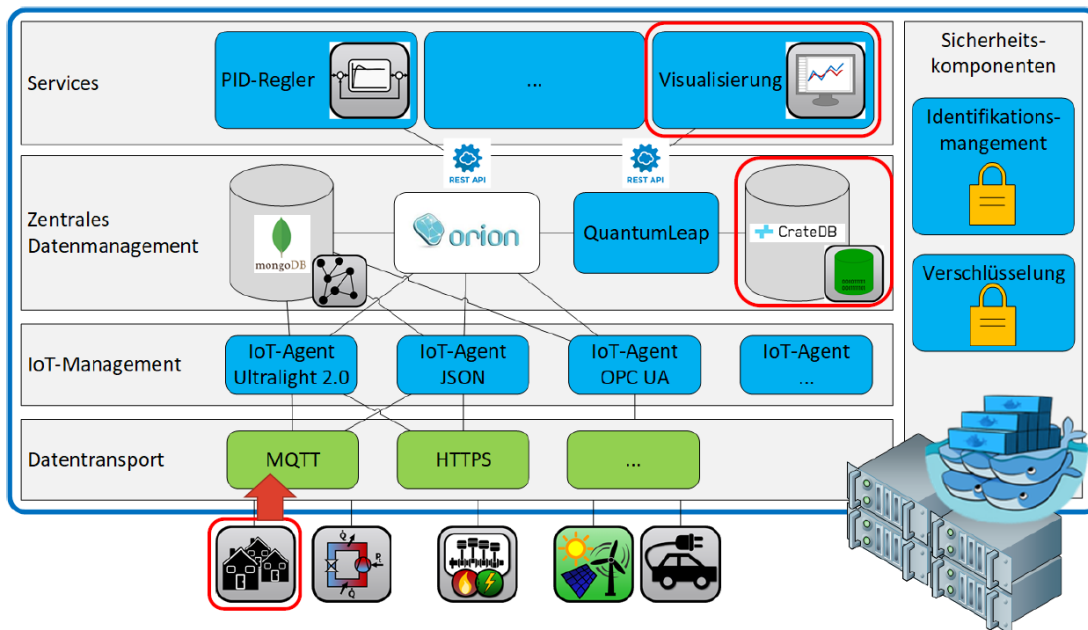 Services
PID-Regler
...
Visualisierung
REST API
REST API
Zentrales
Datenmanagement
mongoDB
orion
QuantumLeap
CrateDB
IoT-Management
IoT-Agent
Ultralight 2.0
IoT-Agent
JSON
IoT-Agent
OPC UA
IoT-Agent
...
Datentransport
MQTT
HTTPS
...
Q̇
Pₜ
Q̇
Sicherheits-
komponenten
Identifikations-
mangement
Verschlüsselung